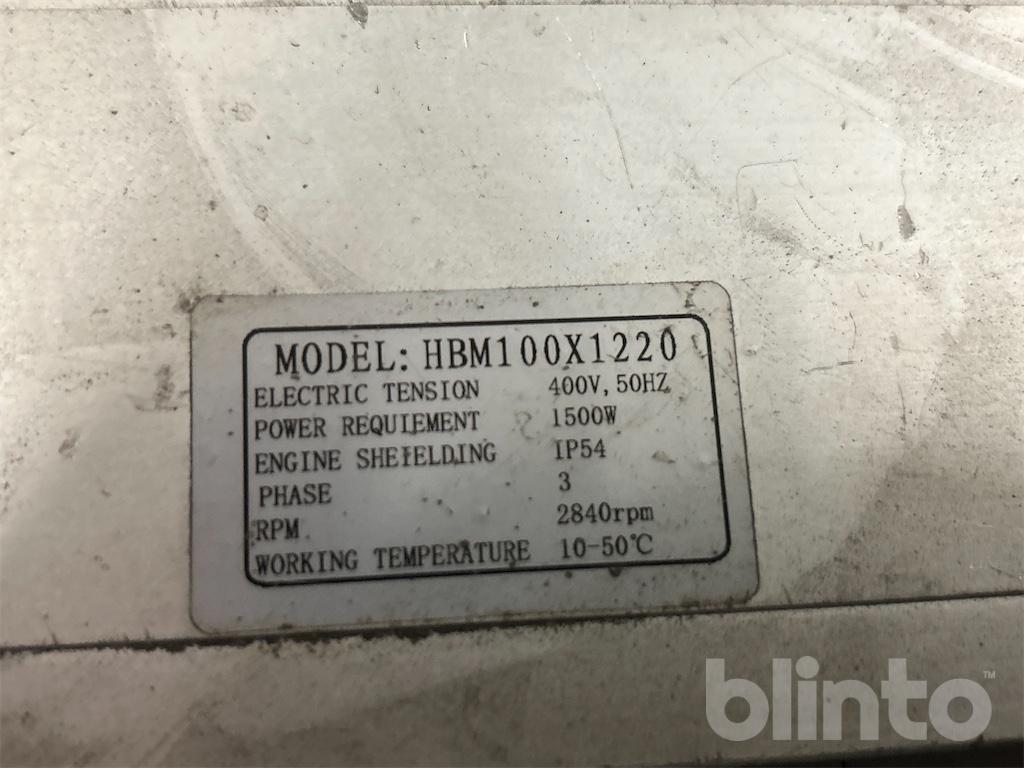 MODEL: HBM100X1220
ELECTRIC TENSION 400V, 50HZ
POWER REQUIEMENT 1500W
ENGINE SHEIELDING IP54
PHASE 3
RPM 2840rpm
WORKING TEMPERATURE 10-50℃
blinto™